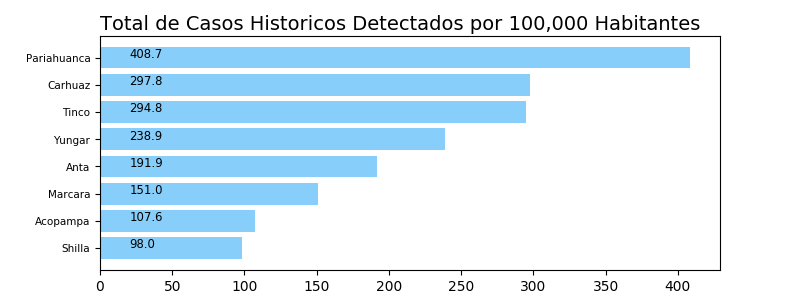 Total de Casos Historicos Detectados por 100,000 Habitantes
Pariahuanca 408.7
Carhuaz 297.8
Tinco 294.8
Yungar 238.9
Anta 191.9
Marcara 151.0
Acopampa 107.6
Shilla 98.0
0 50 100 150 200 250 300 350 400